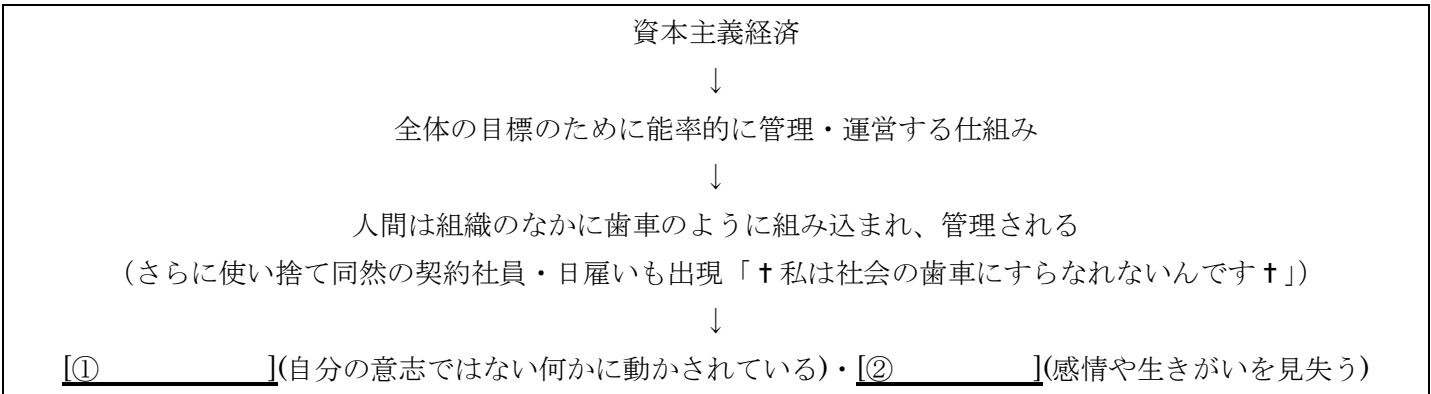 資本主義経済
↓
全体の目標のために能率的に管理・運営する仕組み
↓
人間は組織のなかに歯車のように組み込まれ、管理される
(さらに使い捨て同然の契約社員・日雇いも出現「✝私は社会の歯車にすらなれないんです✝」)
↓
[① ](自分の意志ではない何かに動かされている)・[② ](感情や生きがいを見失う)